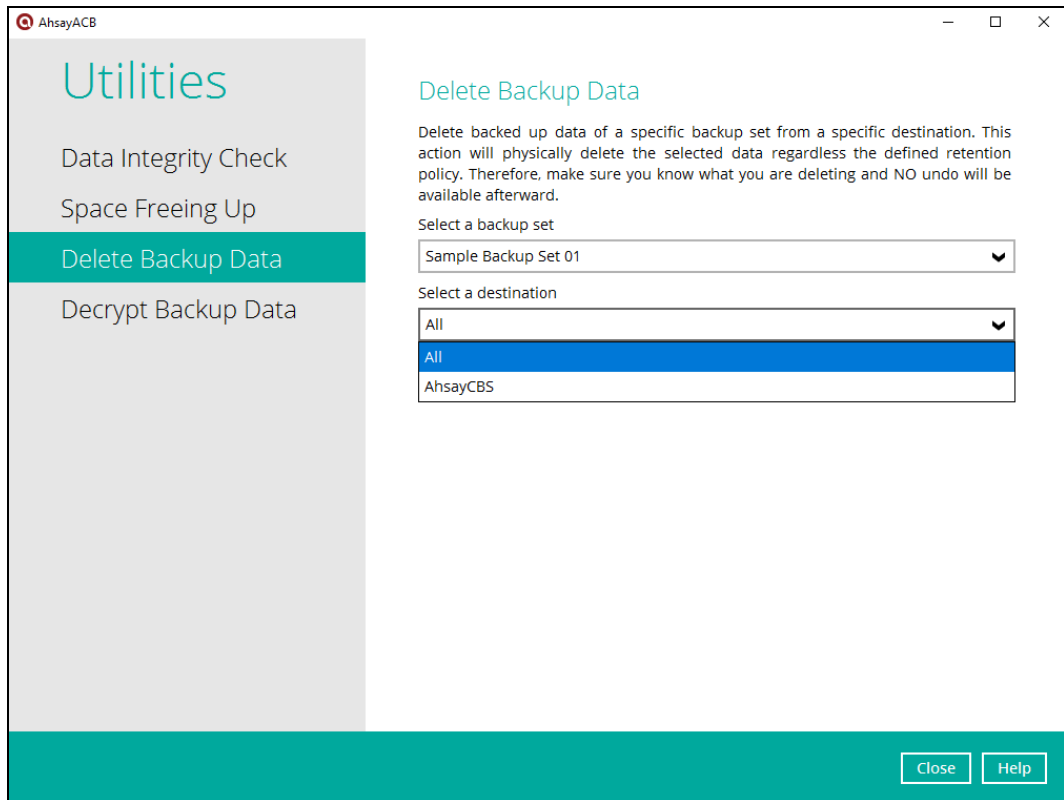 AhsayACB
Utilities
Data Integrity Check
Space Freeing Up
Delete Backup Data
Decrypt Backup Data
Delete Backup Data
Delete backed up data of a specific backup set from a specific destination. This
action will physically delete the selected data regardless the defined retention
policy. Therefore, make sure you know what you are deleting and NO undo will be
available afterward.
Select a backup set
Sample Backup Set 01
Select a destination
All
All
AhsayCBS
Close
Help